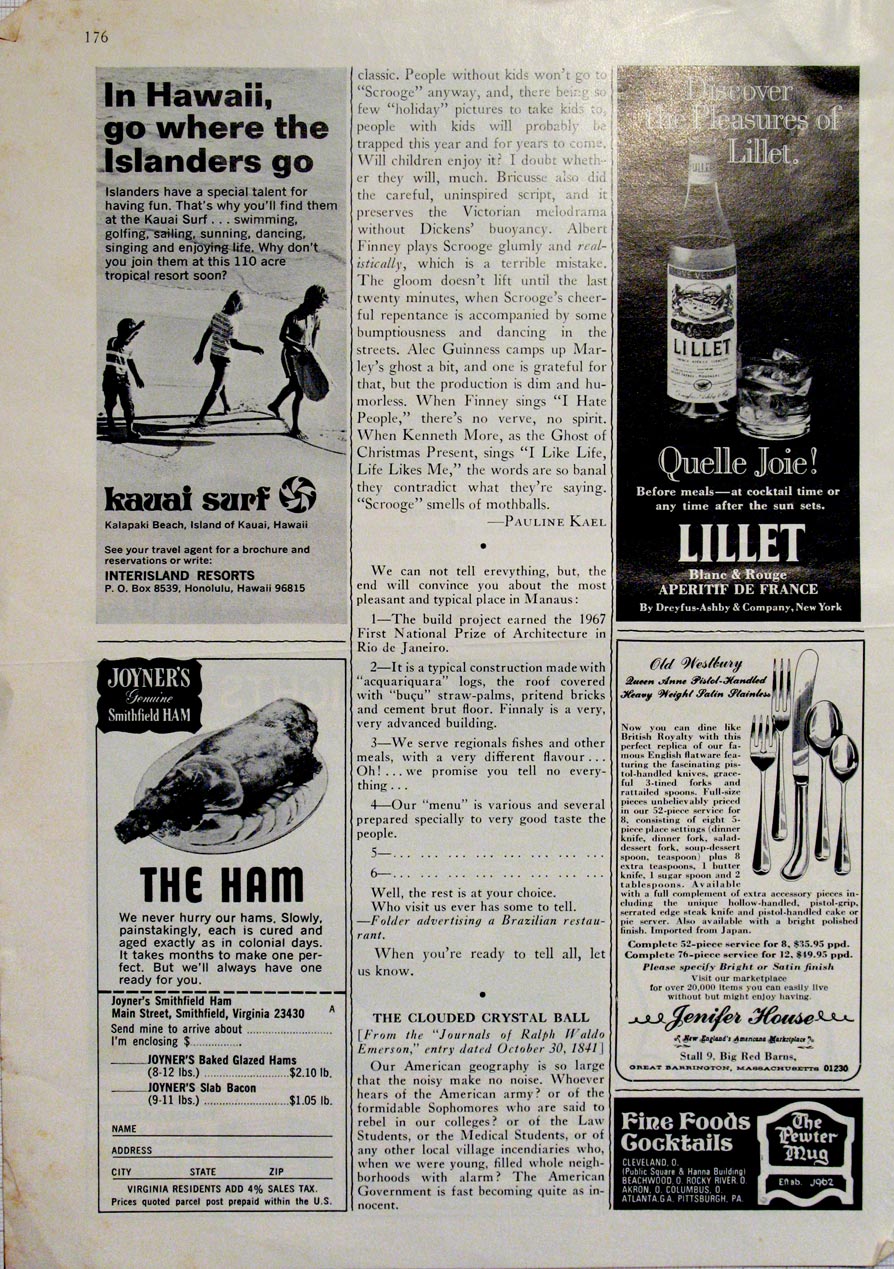 176
In Hawaii,
go where the
Islanders go
Islanders have a special talent for
having fun. That's why you'll find them
at the Kauai Surf . . . swimming,
golfing, sailing, sunning, dancing,
singing and enjoying life. Why don't
you join them at this 110 acre
tropical resort soon?
kauai surf
Kalapaki Beach, Island of Kauai, Hawaii
See your travel agent for a brochure and
reservations or write:
INTERISLAND RESORTS
P. O. Box 8539, Honolulu, Hawaii 96815
JOYNER'S
Genuine
Smithfield HAM
THE HAM
We never hurry our hams. Slowly,
painstakingly, each is cured and
aged exactly as in colonial days.
It takes months to make one per-
fect. But we'll always have one
ready for you.
Joyner's Smithfield Ham
Main Street, Smithfield, Virginia 23430 A
Send mine to arrive about ........................
I'm enclosing $...............
JOYNER'S Baked Glazed Hams
(8-12 lbs.) ........................$2.10 lb.
JOYNER'S Slab Bacon
(9-11 lbs.) ........................$1.05 lb.
NAME
ADDRESS
CITY STATE ZIP
VIRGINIA RESIDENTS ADD 4% SALES TAX.
Prices quoted parcel post prepaid within the U.S.
classic. People without kids won't go to
"Scrooge" anyway, and, there being so
few "holiday" pictures to take kids to,
people with kids will probably be
trapped this year and for years to come.
Will children enjoy it? I doubt wheth-
er they will, much. Bricusse also did
the careful, uninspired script, and it
preserves the Victorian melodrama
without Dickens' buoyancy. Albert
Finney plays Scrooge glumly and real-
istically, which is a terrible mistake.
The gloom doesn't lift until the last
twenty minutes, when Scrooge's cheer-
ful repentance is accompanied by some
bumptiousness and dancing in the
streets. Alec Guinness camps up Mar-
ley's ghost a bit, and one is grateful for
that, but the production is dim and hu-
morless. When Finney sings "I Hate
People," there's no verve, no spirit.
When Kenneth More, as the Ghost of
Christmas Present, sings "I Like Life,
Life Likes Me," the words are so banal
they contradict what they're saying.
"Scrooge" smells of mothballs.
—PAULINE KAEL
•
We can not tell erevything, but, the
end will convince you about the most
pleasant and typical place in Manaus:
1—The build project earned the 1967
First National Prize of Architecture in
Rio de Janeiro.
2—It is a typical construction made with
"acquariquara" logs, the roof covered
with "buçu" straw-palms, pritend bricks
and cement brut floor. Finnaly is a very,
very advanced building.
3—We serve regionals fishes and other
meals, with a very different flavour . . .
Oh! . . . we promise you tell no every-
thing . . .
4—Our "menu" is various and several
prepared specially to very good taste the
people.
5—. . . . . . . . . . . . . . . . . . . . . .
6—. . . . . . . . . . . . . . . . . . . . . .
Well, the rest is at your choice.
Who visit us ever has some to tell.
—Folder advertising a Brazilian restau-
rant.
When you're ready to tell all, let
us know.
•
THE CLOUDED CRYSTAL BALL
[From the "Journals of Ralph Waldo
Emerson," entry dated October 30, 1841]
Our American geography is so large
that the noisy make no noise. Whoever
hears of the American army? or of the
formidable Sophomores who are said to
rebel in our colleges? or of the Law
Students, or the Medical Students, or of
any other local village incendiaries who,
when we were young, filled whole neigh-
borhoods with alarm? The American
Government is fast becoming quite as in-
nocent.
Discover
the Pleasures of
Lillet.
LILLET
Quelle Joie!
Before meals—at cocktail time or
any time after the sun sets.
LILLET
Blanc & Rouge
APERITIF DE FRANCE
By Dreyfus-Ashby & Company, New York
Old Westbury
Queen Anne Pistol-Handled
Heavy Weight Satin Stainless
Now you can dine like
British Royalty with this
perfect replica of our fa-
mous English flatware fea-
turing the fascinating pis-
tol-handled knives, grace-
ful 3-tined forks and
rattailed spoons. Full-size
pieces unbelievably priced
in our 52-piece service for
8, consisting of eight 5-
piece place settings (dinner
knife, dinner fork, salad-
dessert fork, soup-dessert
spoon, teaspoon) plus 8
extra teaspoons, 1 butter
knife, 1 sugar spoon and 2
tablespoons. Available
with a full complement of extra accessory pieces in-
cluding the unique hollow-handled, pistol-grip,
serrated edge steak knife and pistol-handled cake or
pie server. Also available with a bright polished
finish. Imported from Japan.
Complete 52-piece service for 8, $35.95 ppd.
Complete 76-piece service for 12, $49.95 ppd.
Please specify Bright or Satin finish
Visit our marketplace
for over 20,000 items you can easily live
without but might enjoy having.
Jenifer House
New England's Americana Marketplace
Stall 9, Big Red Barns,
GREAT BARRINGTON, MASSACHUSETTS 01230
Fine Foods
Cocktails
CLEVELAND, O.
(Public Square & Hanna Building)
BEACHWOOD, O. ROCKY RIVER, O.
AKRON, O. COLUMBUS, O.
ATLANTA, GA. PITTSBURGH, PA.
The
Pewter
Mug
Estab. 1962